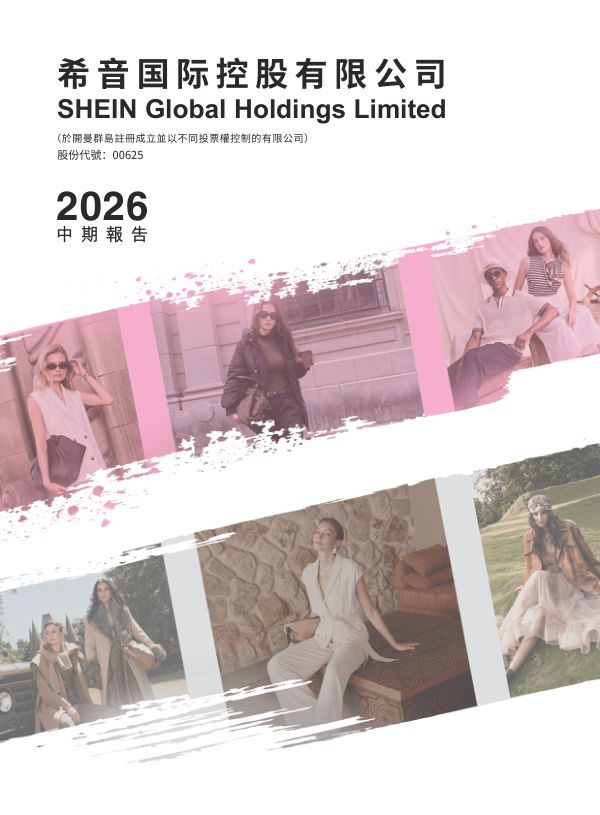 希音国际控股有限公司
SHEIN Global Holdings Limited
（於開曼群島註冊成立並以不同投票權控制的有限公司）
股份代號：00625
2026
中期報告